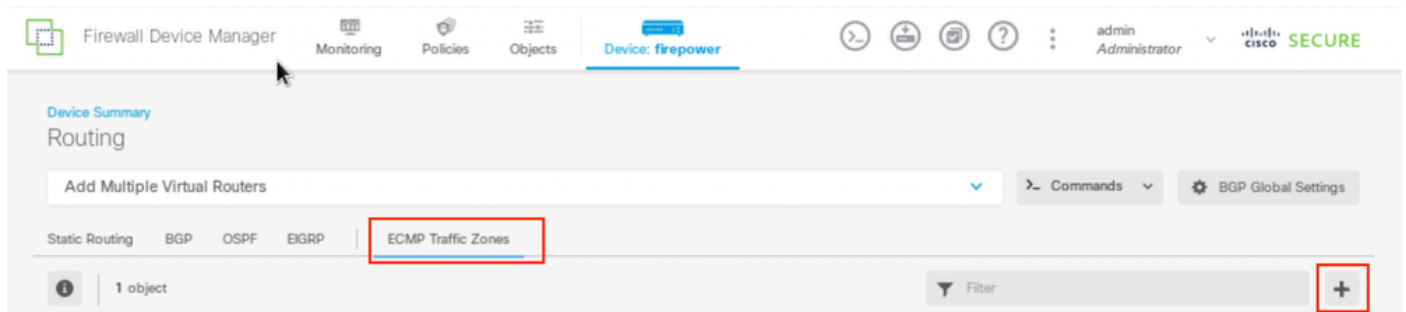 Firewall Device Manager
Monitoring
Policies
Objects
Device: firepower
admin
Administrator
CISCO SECURE
Device Summary
Routing
Add Multiple Virtual Routers
Commands
BGP Global Settings
Static Routing BGP OSPF EIGRP ECMP Traffic Zones
1 object
Filter